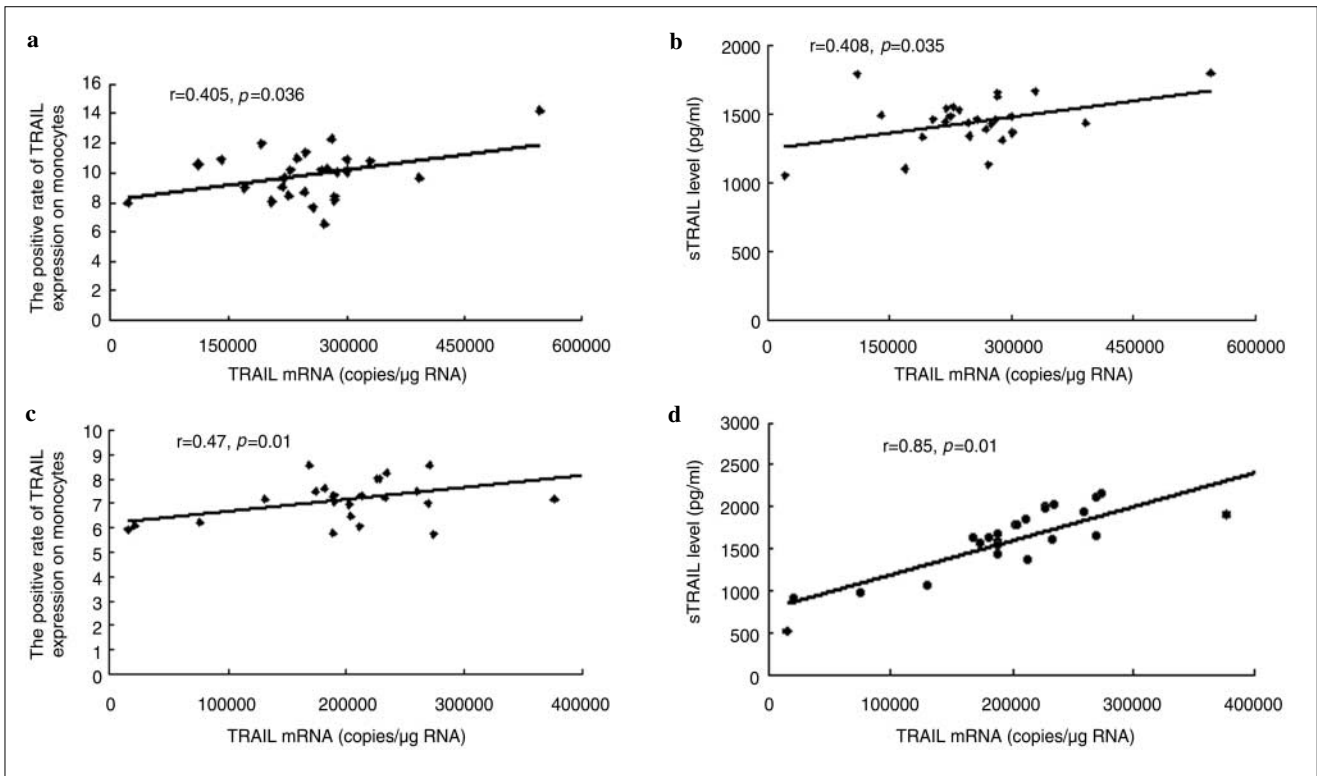 a
r=0.405, p=0.036
The positive rate of TRAIL
expression on monocytes
16
14
12
10
8
6
4
2
0
0 150000 300000 450000 600000
TRAIL mRNA (copies/µg RNA)
b
r=0.408, p=0.035
sTRAIL level (pg/ml)
2000
1500
1000
500
0
0 150000 300000 450000 600000
TRAIL mRNA (copies/µg RNA)
c
r=0.47, p=0.01
The positive rate of TRAIL
expression on monocytes
10
9
8
7
6
5
4
3
2
1
0
0 100000 200000 300000 400000
TRAIL mRNA (copies/µg RNA)
d
r=0.85, p=0.01
sTRAIL level (pg/ml)
3000
2500
2000
1500
1000
500
0
0 100000 200000 300000 400000
TRAIL mRNA (copies/µg RNA)